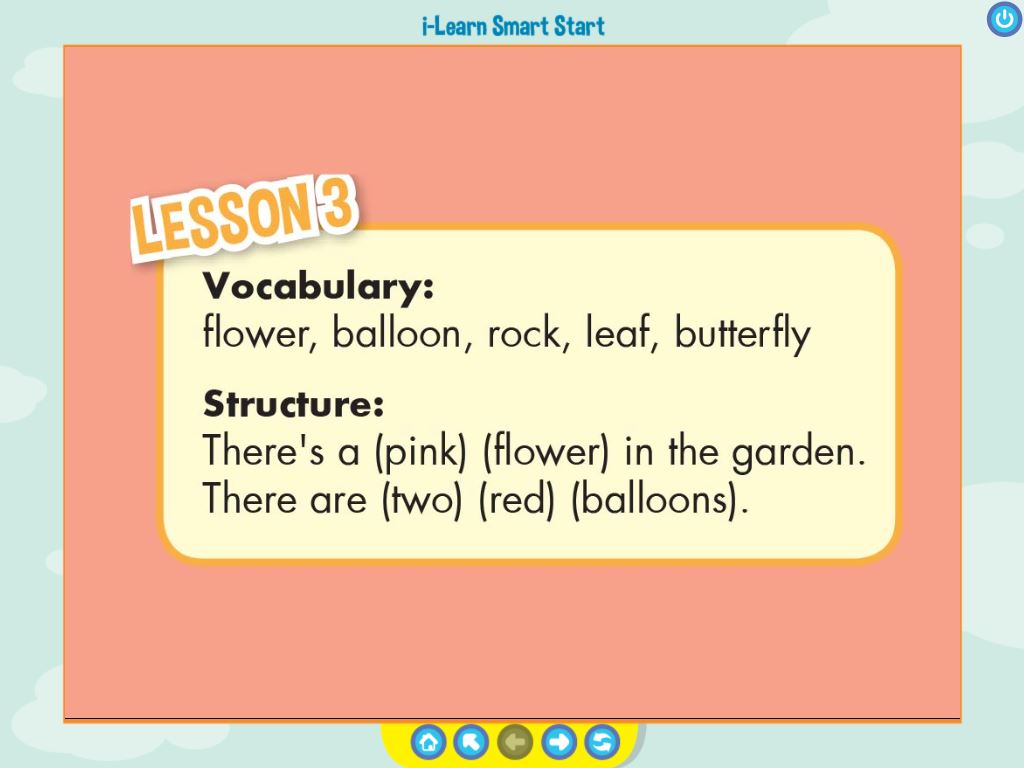 i-Learn Smart Start
LESSON 3
Vocabulary:
flower, balloon, rock, leaf, butterfly
Structure:
There's a (pink) (flower) in the garden.
There are (two) (red) (balloons).